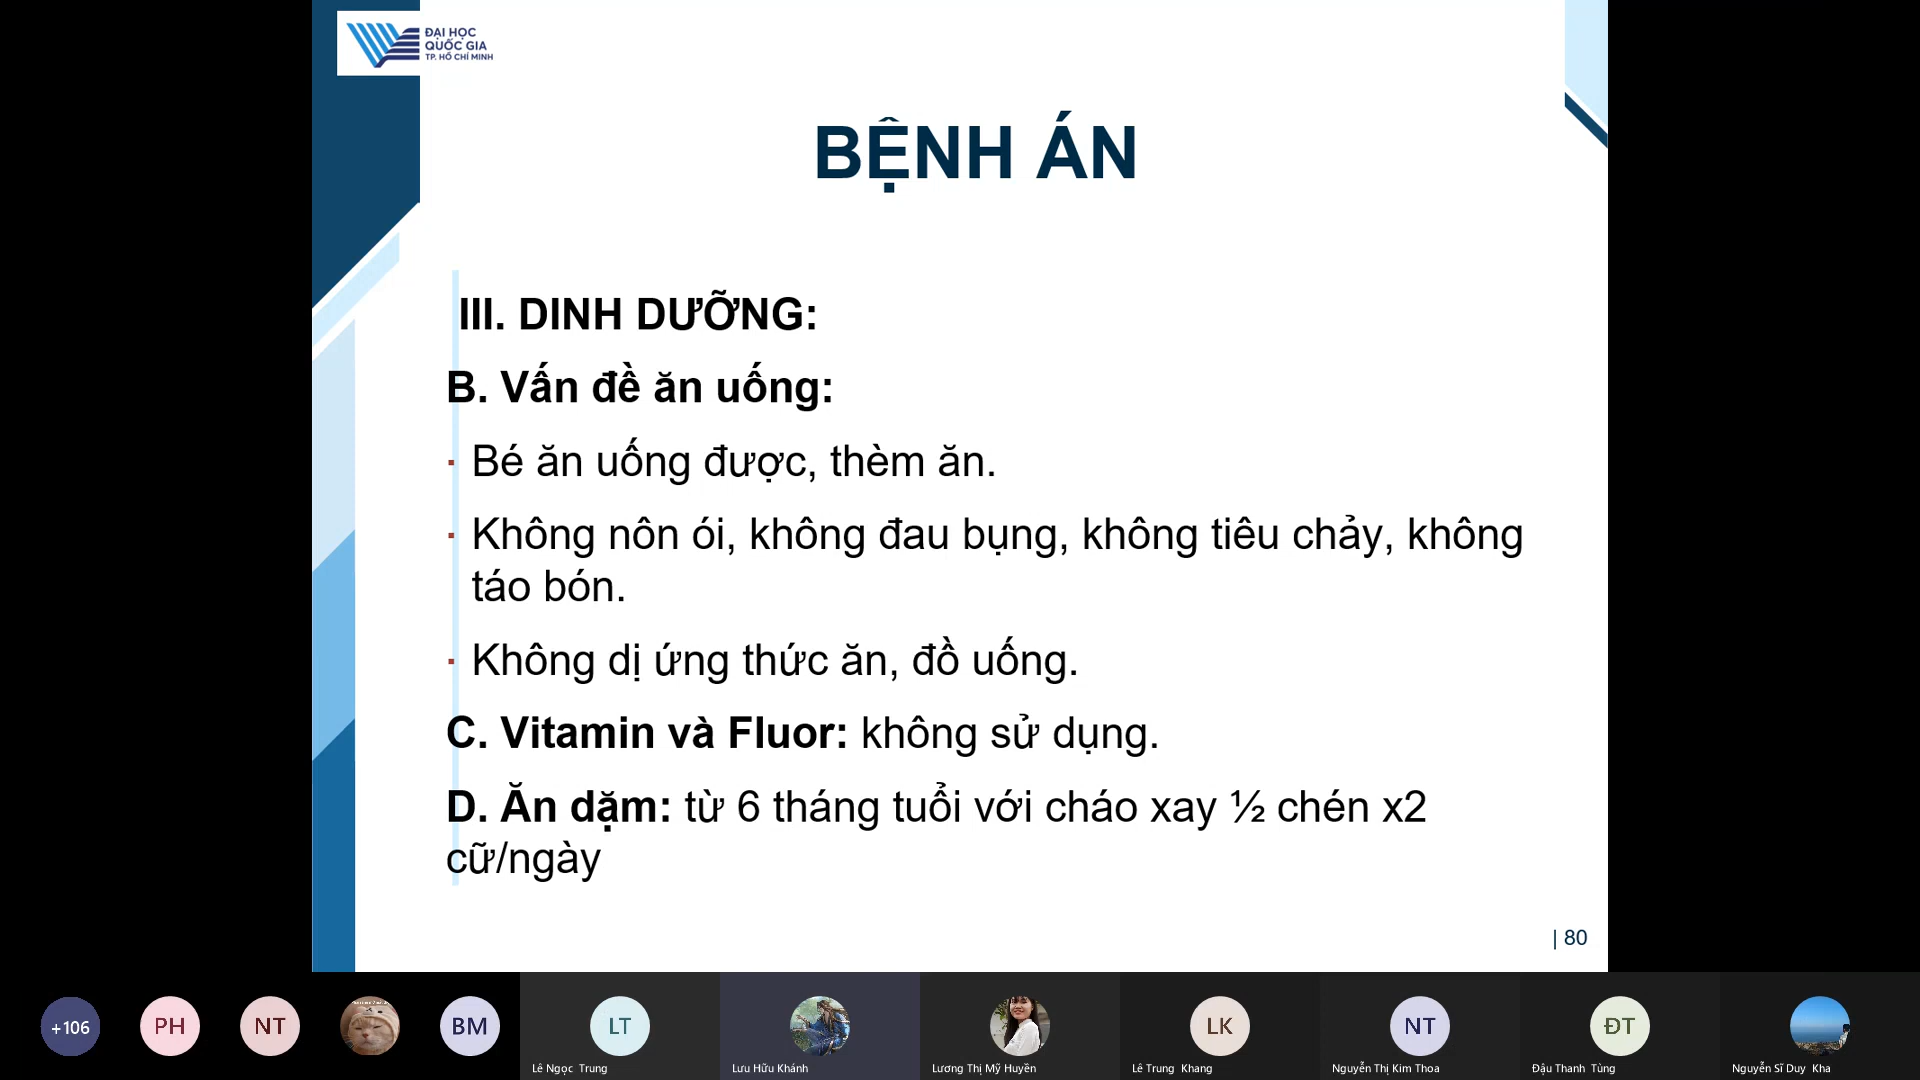 ĐẠI HỌC
QUỐC GIA
TP. HỒ CHÍ MINH
BỆNH ÁN
III. DINH DƯỠNG:
B. Vấn đề ăn uống:
· Bé ăn uống được, thèm ăn.
· Không nôn ói, không đau bụng, không tiêu chảy, không
táo bón.
· Không dị ứng thức ăn, đồ uống.
C. Vitamin và Fluor: không sử dụng.
D. Ăn dặm: từ 6 tháng tuổi với cháo xay ½ chén x2
cữ/ngày
| 80
+106
PH
NT
BM
LT
LK
NT
ĐT
Lê Ngọc Trung
Lưu Hữu Khánh
Lương Thị Mỹ Huyền
Lê Trung Khang
Nguyễn Thị Kim Thoa
Đậu Thanh Tùng
Nguyễn Sĩ Duy Kha